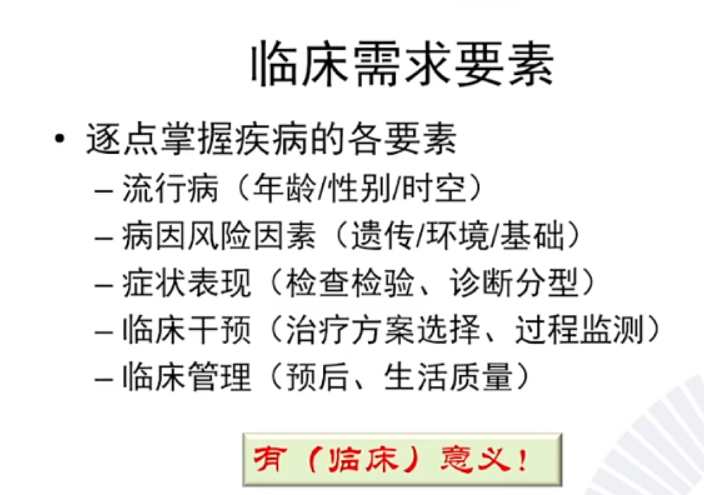 临床需求要素
• 逐点掌握疾病的各要素
– 流行病（年龄/性别/时空）
– 病因风险因素（遗传/环境/基础）
– 症状表现（检查检验、诊断分型）
– 临床干预（治疗方案选择、过程监测）
– 临床管理（预后、生活质量）
有（临床）意义！